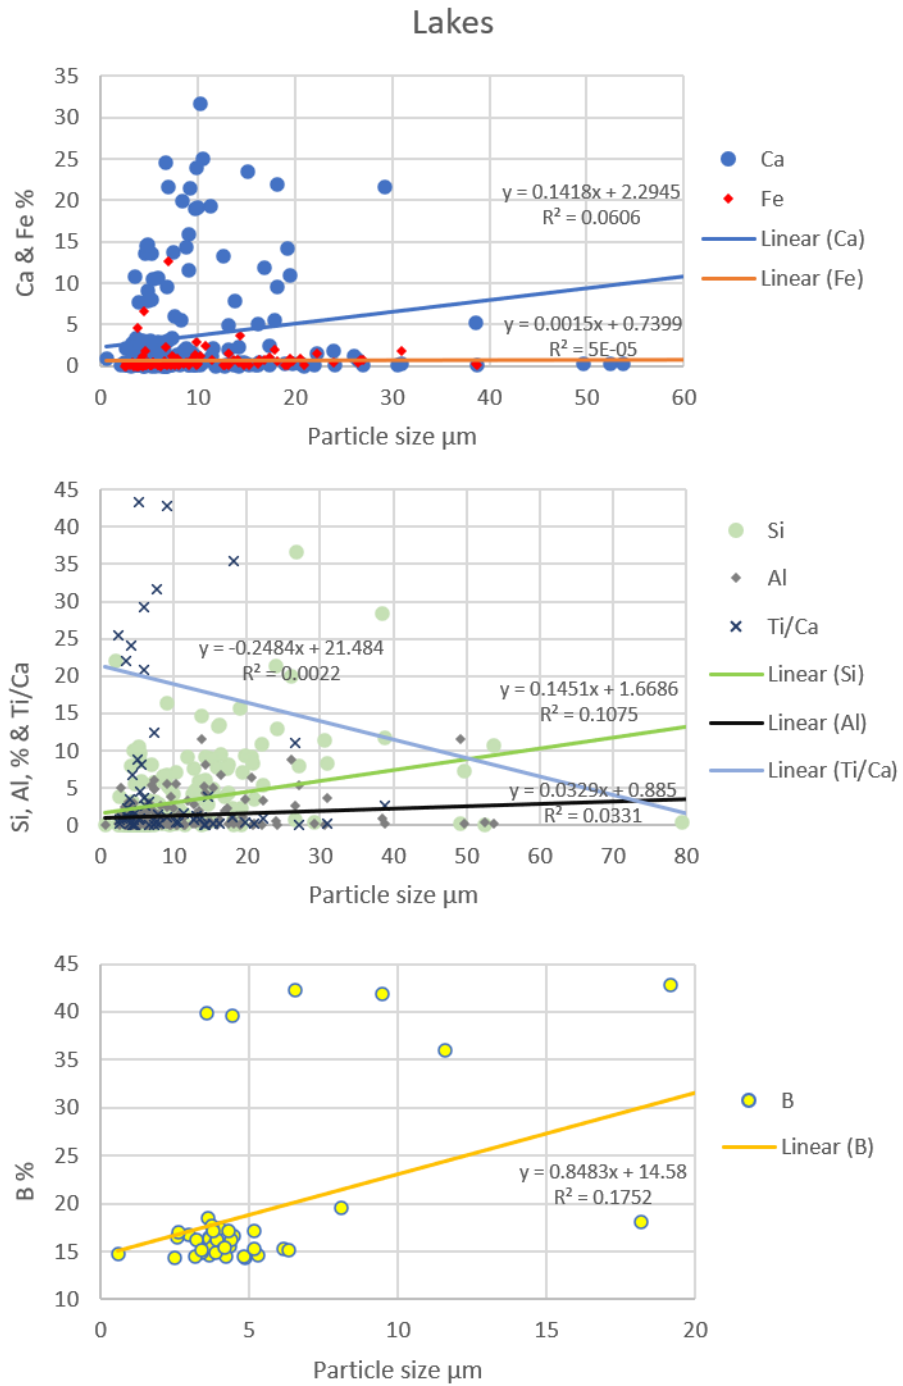 Lakes
35
30
25
20
15
10
5
0
Ca & Fe %
y = 0.1418x + 2.2945
R² = 0.0606
y = 0.0015x + 0.7399
R² = 5E-05
0 10 20 30 40 50 60
Particle size µm
Ca
Fe
Linear (Ca)
Linear (Fe)
45
40
35
30
25
20
15
10
5
0
Si, Al, % & Ti/Ca
y = -0.2484x + 21.484
R² = 0.0022
y = 0.1451x + 1.6686
R² = 0.1075
y = 0.0329x + 0.885
R² = 0.0331
0 10 20 30 40 50 60 70 80
Particle size µm
Si
Al
Ti/Ca
Linear (Si)
Linear (Al)
Linear (Ti/Ca)
45
40
35
30
25
20
15
10
B %
y = 0.8483x + 14.58
R² = 0.1752
0 5 10 15 20
Particle size µm
B
Linear (B)